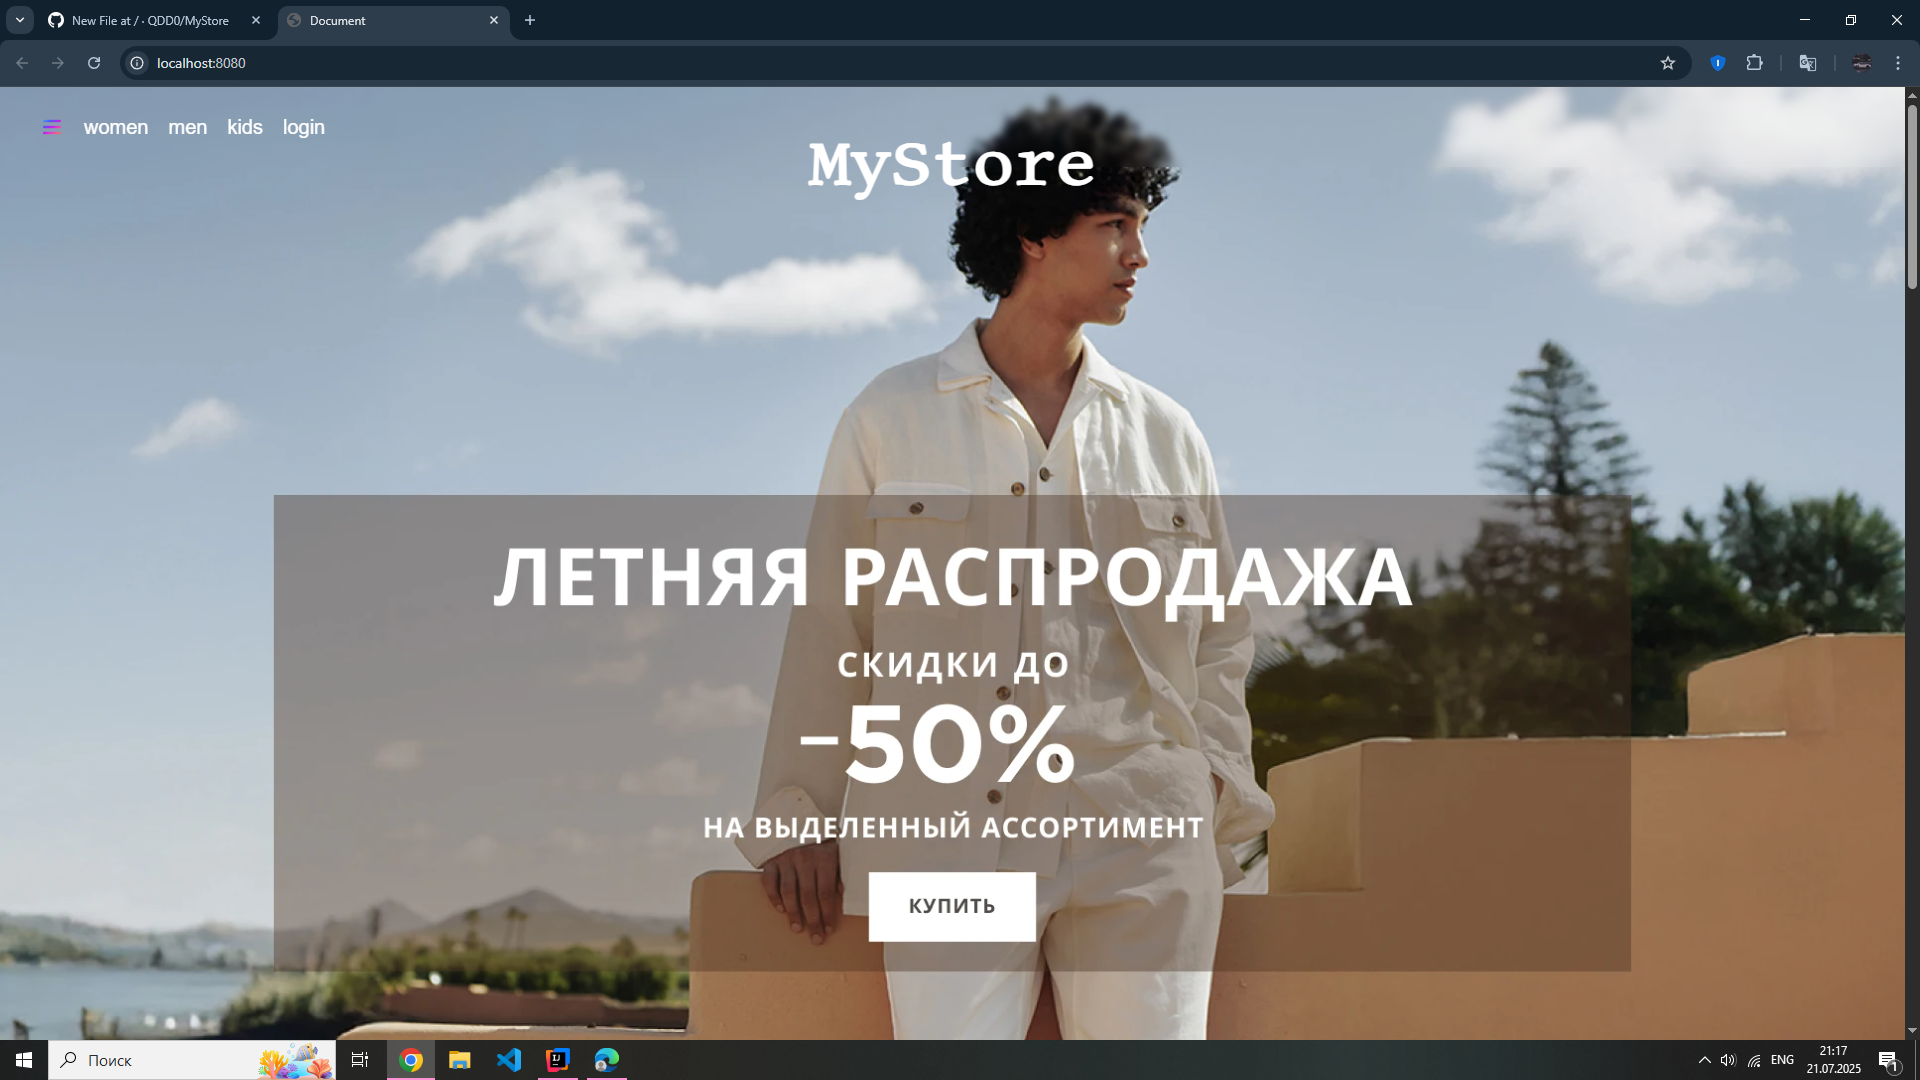 New File at / · QDD0/MyStore
Document
localhost:8080
women men kids login
MyStore
ЛЕТНЯЯ РАСПРОДАЖА
СКИДКИ ДО
-50%
НА ВЫДЕЛЕННЫЙ АССОРТИМЕНТ
КУПИТЬ
Поиск
ENG
21:17
21.07.2025
1